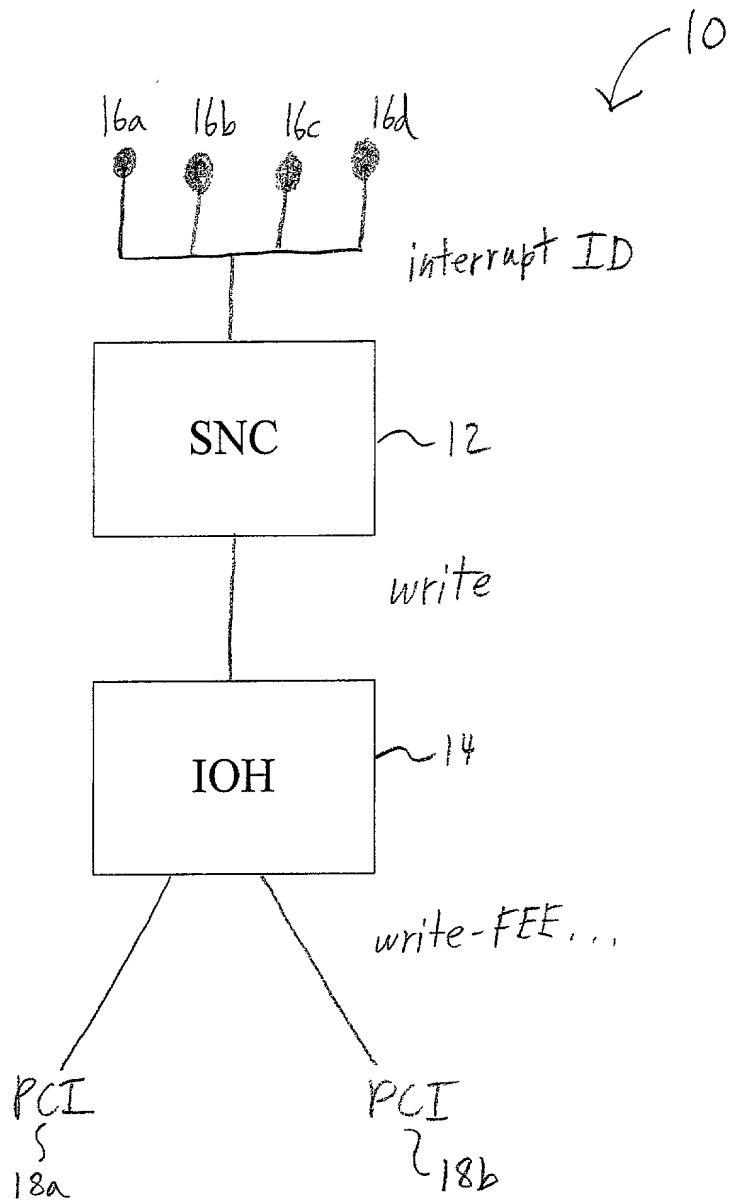 10
16a 16b 16c 16d
interrupt ID
SNC
12
write
IOH
14
write-FEE...
PCI PCI
18a 18b